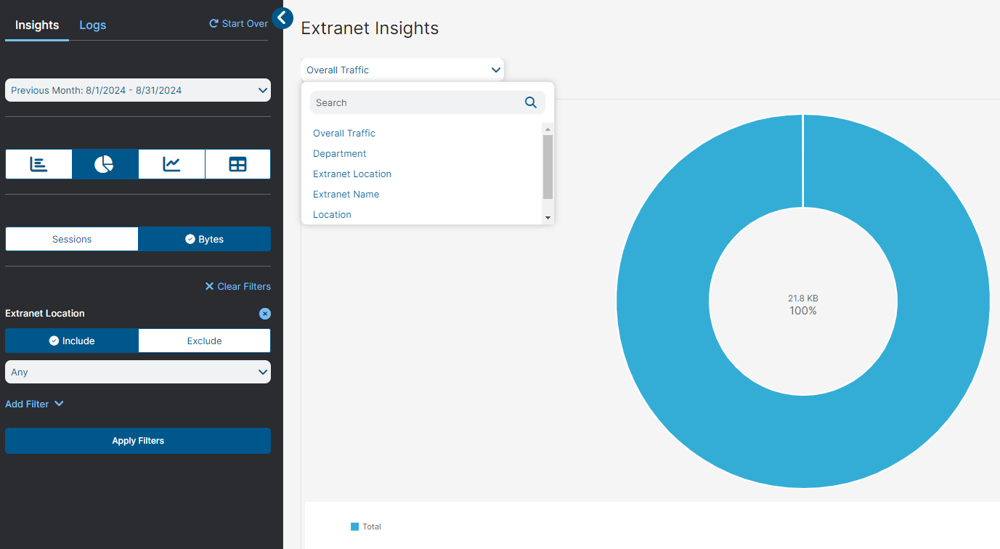 Insights
Logs
Start Over
Previous Month: 8/1/2024 - 8/31/2024
Sessions
Bytes
Clear Filters
Extranet Location
Include
Exclude
Any
Add Filter
Apply Filters
Extranet Insights
Overall Traffic
Search
Overall Traffic
Department
Extranet Location
Extranet Name
Location
21.8 KB
100%
Total